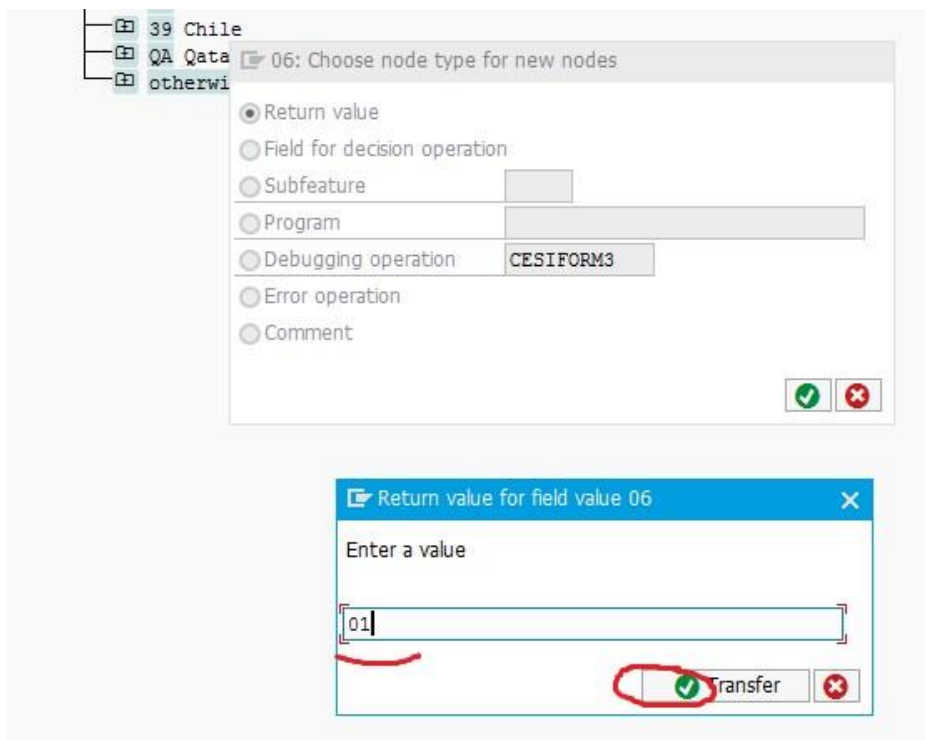 39 Chile
QA Qata
otherwi
06: Choose node type for new nodes
Return value
Field for decision operation
Subfeature
Program
Debugging operation CESIFORM3
Error operation
Comment
Return value for field value 06
Enter a value
01
Transfer